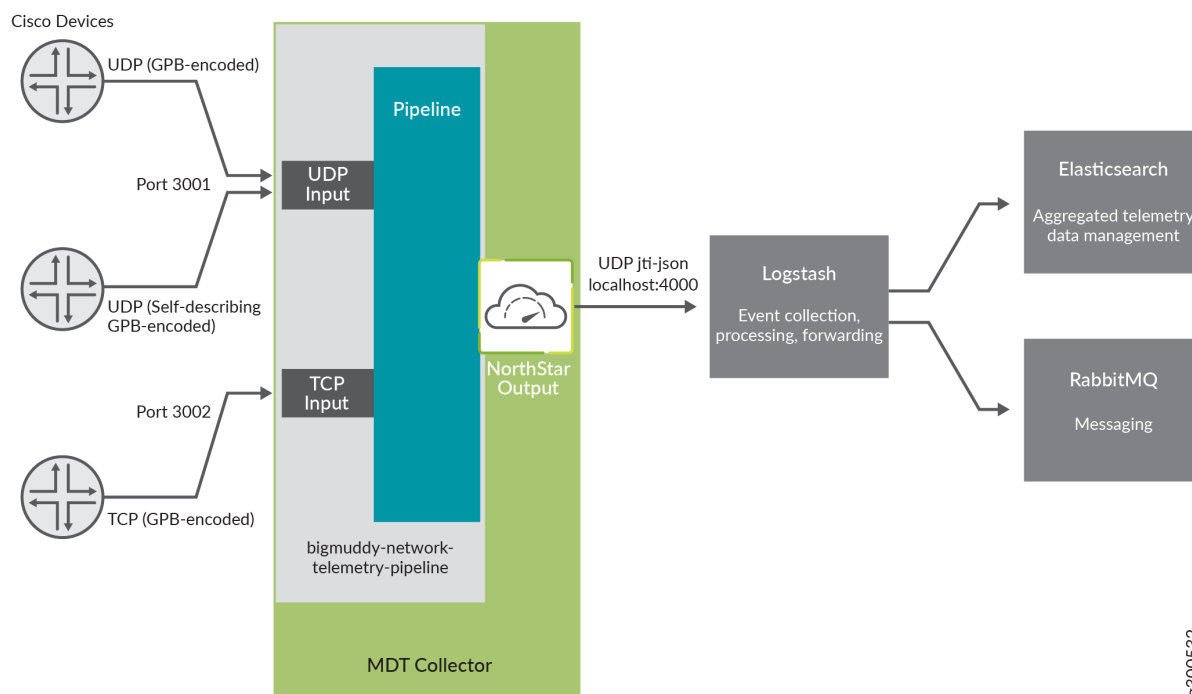 Cisco Devices
UDP (GPB-encoded)
Port 3001
UDP (Self-describing
GPB-encoded)
Port 3002
TCP (GPB-encoded)
Pipeline
UDP
Input
TCP
Input
bigmuddy-network-
telemetry-pipeline
MDT Collector
NorthStar
Output
UDP jti-json
localhost:4000
Logstash
Event collection,
processing, forwarding
Elasticsearch
Aggregated telemetry
data management
RabbitMQ
Messaging